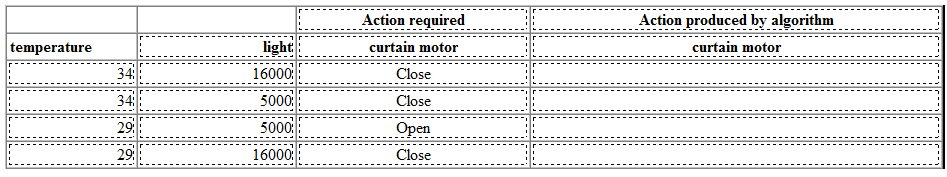 Action required Action produced by algorithm
temperature light curtain motor curtain motor
34 16000 Close
34 5000 Close
29 5000 Open
29 16000 Close